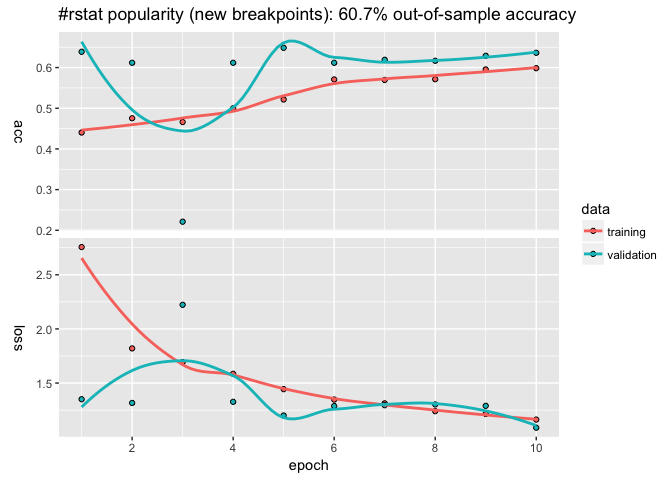 #rstat popularity (new breakpoints): 60.7% out-of-sample accuracy
0.6
0.5
0.4
0.3
0.2
acc
2.5
2.0
1.5
loss
2 4 6 8 10
epoch
data
training
validation